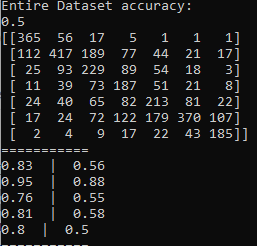 Entire Dataset accuracy:
0.5
[[365  56  17   5   1   1   1]
 [112 417 189  77  44  21  17]
 [ 25  93 229  89  54  18   3]
 [ 11  39  73 187  51  21   8]
 [ 24  40  65  82 213  81  22]
 [ 17  24  72 122 179 370 107]
 [  2   4   9  17  22  43 185]]
===========
0.83  |  0.56
0.95  |  0.88
0.76  |  0.55
0.81  |  0.58
0.8  |  0.5
===========